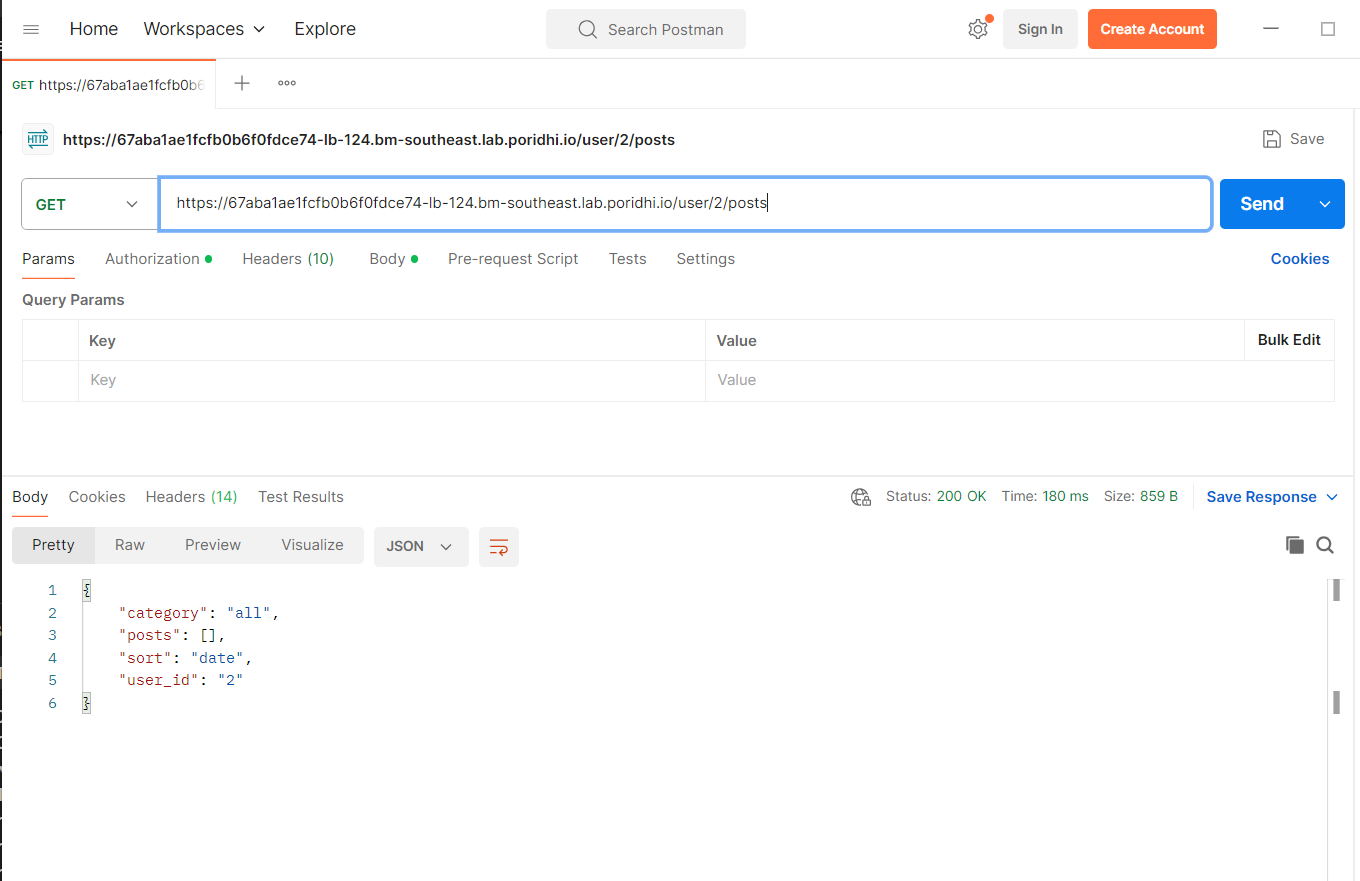 Home Workspaces Explore Search Postman Sign In Create Account
GET https://67aba1ae1fcfb0b6
HTTP https://67aba1ae1fcfb0b6f0fdce74-lb-124.bm-southeast.lab.poridhi.io/user/2/posts Save
GET https://67aba1ae1fcfb0b6f0fdce74-lb-124.bm-southeast.lab.poridhi.io/user/2/posts Send
Params Authorization Headers (10) Body Pre-request Script Tests Settings Cookies
Query Params
Key Value Bulk Edit
Key Value
Body Cookies Headers (14) Test Results Status: 200 OK Time: 180 ms Size: 859 B Save Response
Pretty Raw Preview Visualize JSON
1 {
2 "category": "all",
3 "posts": [],
4 "sort": "date",
5 "user_id": "2"
6 }